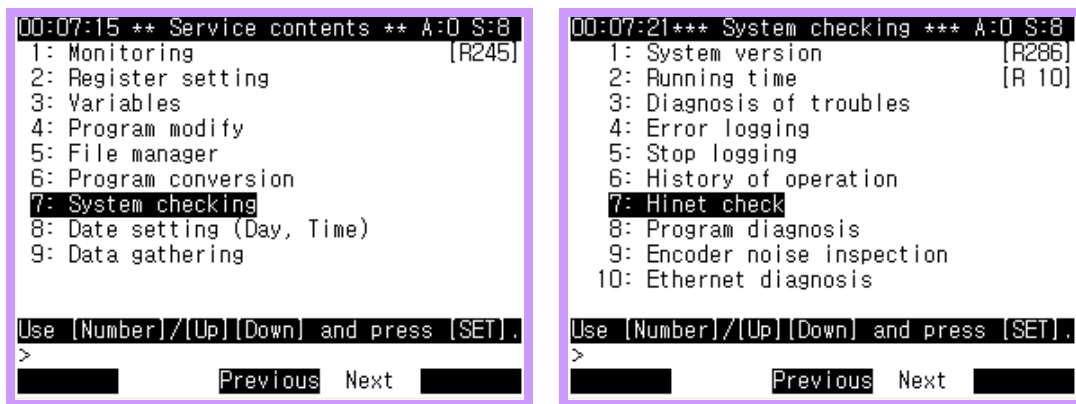 00:07:15 ** Service contents ** A:0 S:8
1: Monitoring [R245]
2: Register setting
3: Variables
4: Program modify
5: File manager
6: Program conversion
7: System checking
8: Date setting (Day, Time)
9: Data gathering
Use [Number]/[Up][Down] and press [SET].
>
Previous Next
00:07:21*** System checking *** A:0 S:8
1: System version [R286]
2: Running time [R 10]
3: Diagnosis of troubles
4: Error logging
5: Stop logging
6: History of operation
7: Hinet check
8: Program diagnosis
9: Encoder noise inspection
10: Ethernet diagnosis
Use [Number]/[Up][Down] and press [SET].
>
Previous Next